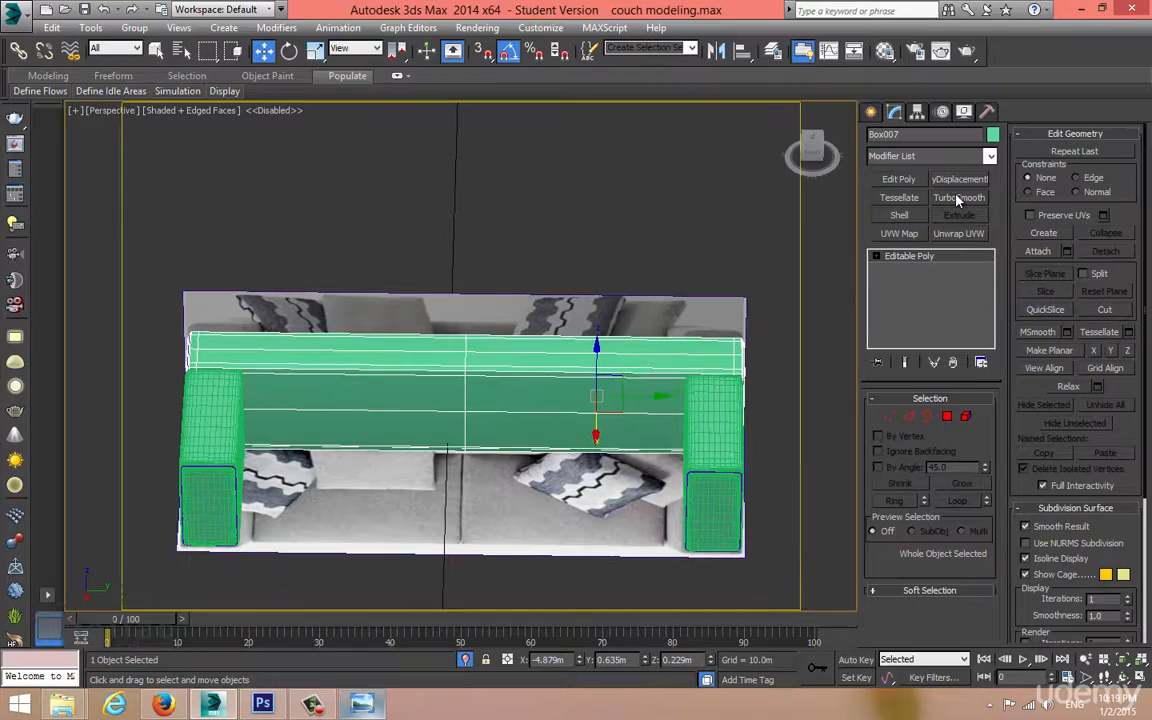 Workspace: Default
Autodesk 3ds Max 2014 x64 - Student Version couch modeling.max
Type a keyword or phrase
Edit Tools Group Views Create Modifiers Animation Graph Editors Rendering Customize MAXScript Help
All View Create Selection Se
Modeling Freeform Selection Object Paint Populate
Define Flows Define Idle Areas Simulation Display
[+] [Perspective] [Shaded + Edged Faces] <<Disabled>>
Box007
Modifier List
Edit Poly yDisplacement
Tessellate TurboSmooth
Shell Extrude
UVW Map Unwrap UVW
Editable Poly
Selection
By Vertex
Ignore Backfacing
By Angle: 45.0
Shrink Grow
Ring Loop
Preview Selection
Off SubObj Multi
Whole Object Selected
Soft Selection
Edit Geometry
Repeat Last
Constraints
None Edge
Face Normal
Preserve UVs
Create Collapse
Attach Detach
Slice Plane Split
Slice Reset Plane
QuickSlice Cut
MSmooth Tessellate
Make Planar X Y Z
View Align Grid Align
Relax
Hide Selected Unhide All
Hide Unselected
Named Selections:
Copy Paste
Delete Isolated Vertices
Full Interactivity
Subdivision Surface
Smooth Result
Use NURMS Subdivision
Isoline Display
Show Cage......
Display
Iterations: 1
Smoothness: 1.0
Render
0 / 100
0 10 20 30 40 50 60 70 80 90 100
1 Object Selected X: -4.879m Y: 0.635m Z: 0.229m Grid = 10.0m
Auto Key Selected
Welcome to M Click and drag to select and move objects Add Time Tag
Set Key Key Filters... 0
udemy
ENG 10:19 PM
1/2/2015